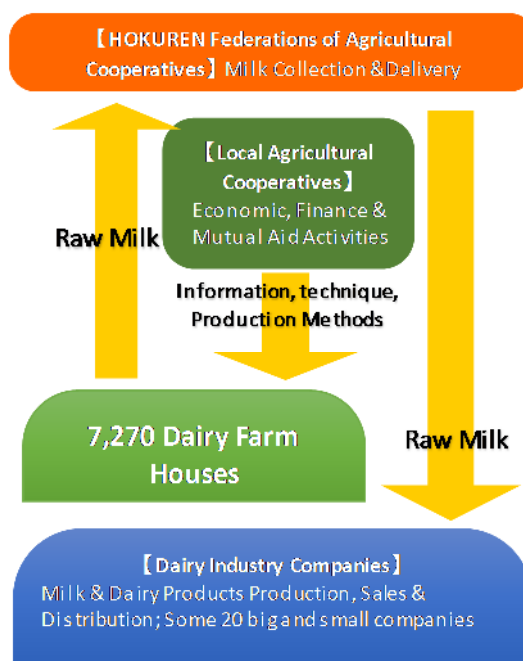 【HOKUREN Federations of Agricultural
Cooperatives】Milk Collection &Delivery
【Local Agricultural
Cooperatives】
Economic, Finance &
Mutual Aid Activities
Raw Milk
Information, technique,
Production Methods
7,270 Dairy Farm
Houses
Raw Milk
【Dairy Industry Companies】
Milk & Dairy Products Production, Sales &
Distribution; Some 20 big and small companies